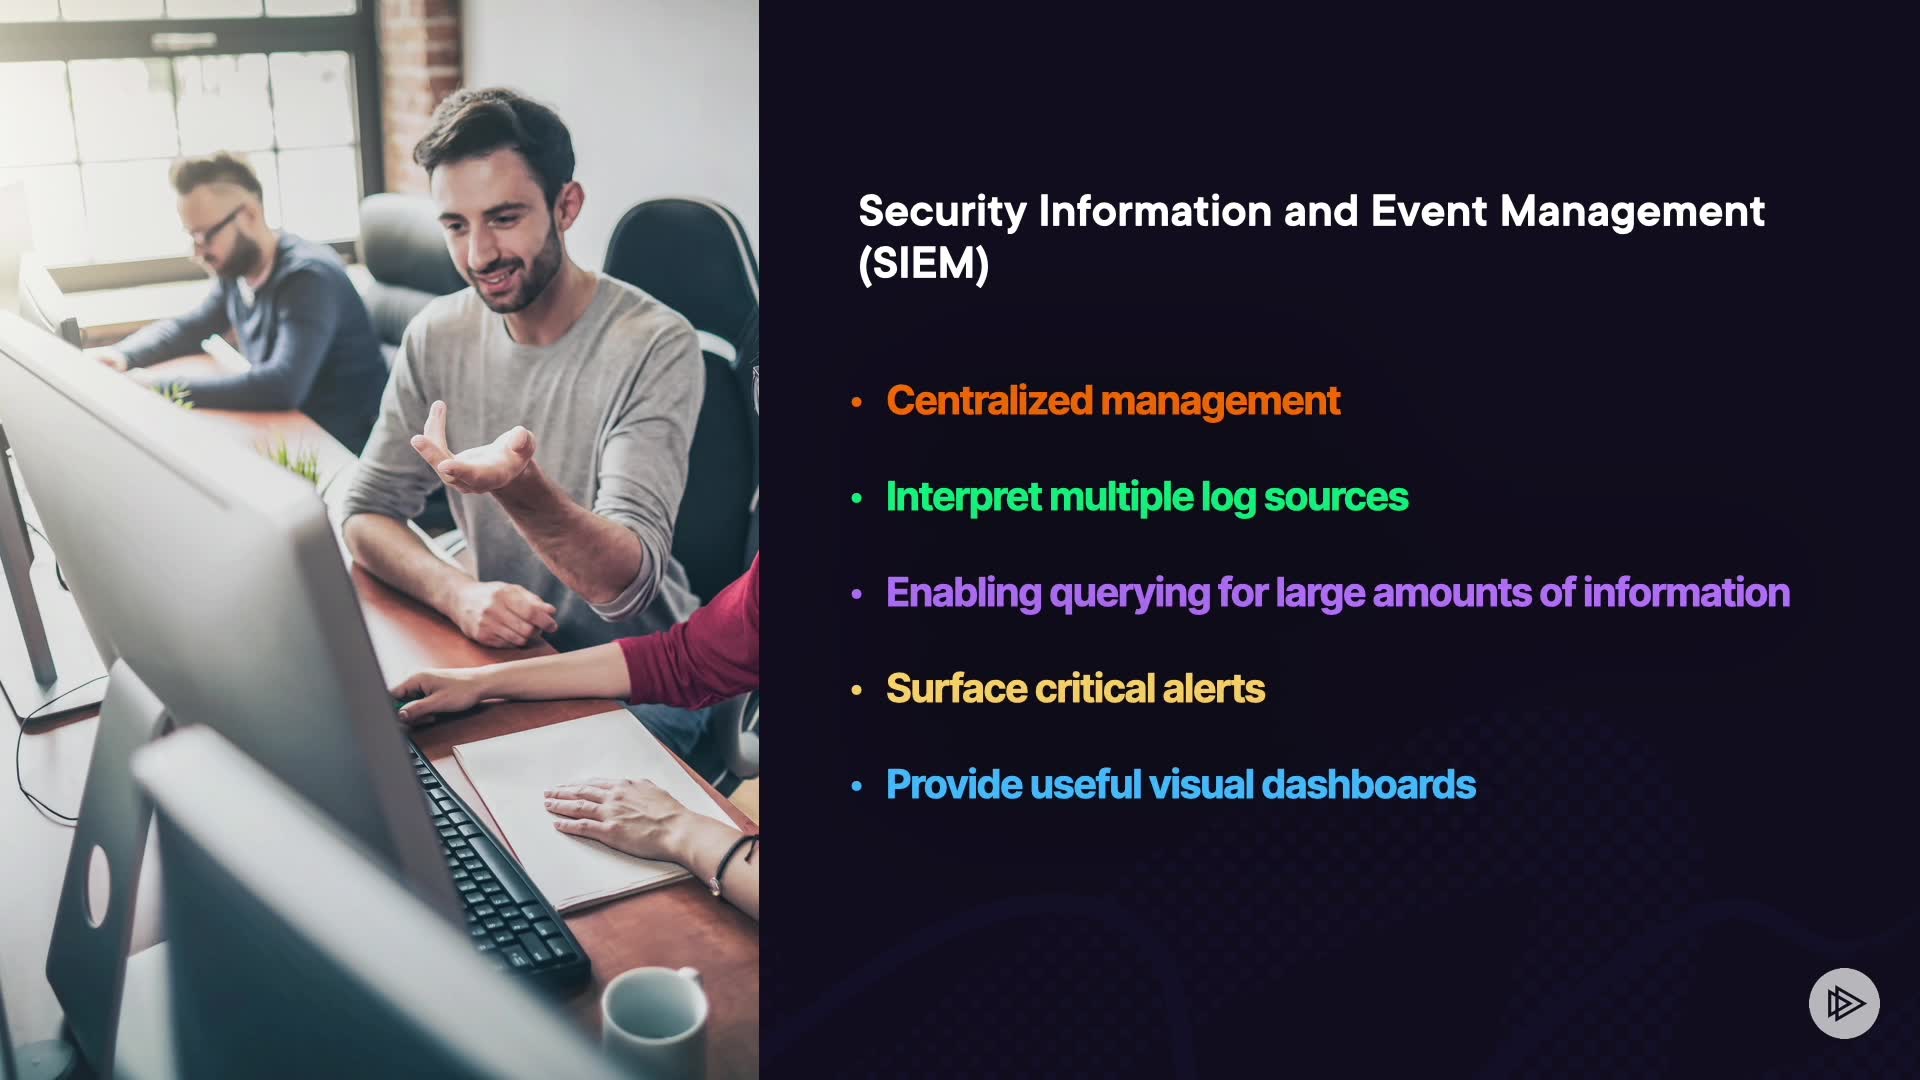 Security Information and Event Management
(SIEM)
• Centralized management
• Interpret multiple log sources
• Enabling querying for large amounts of information
• Surface critical alerts
• Provide useful visual dashboards